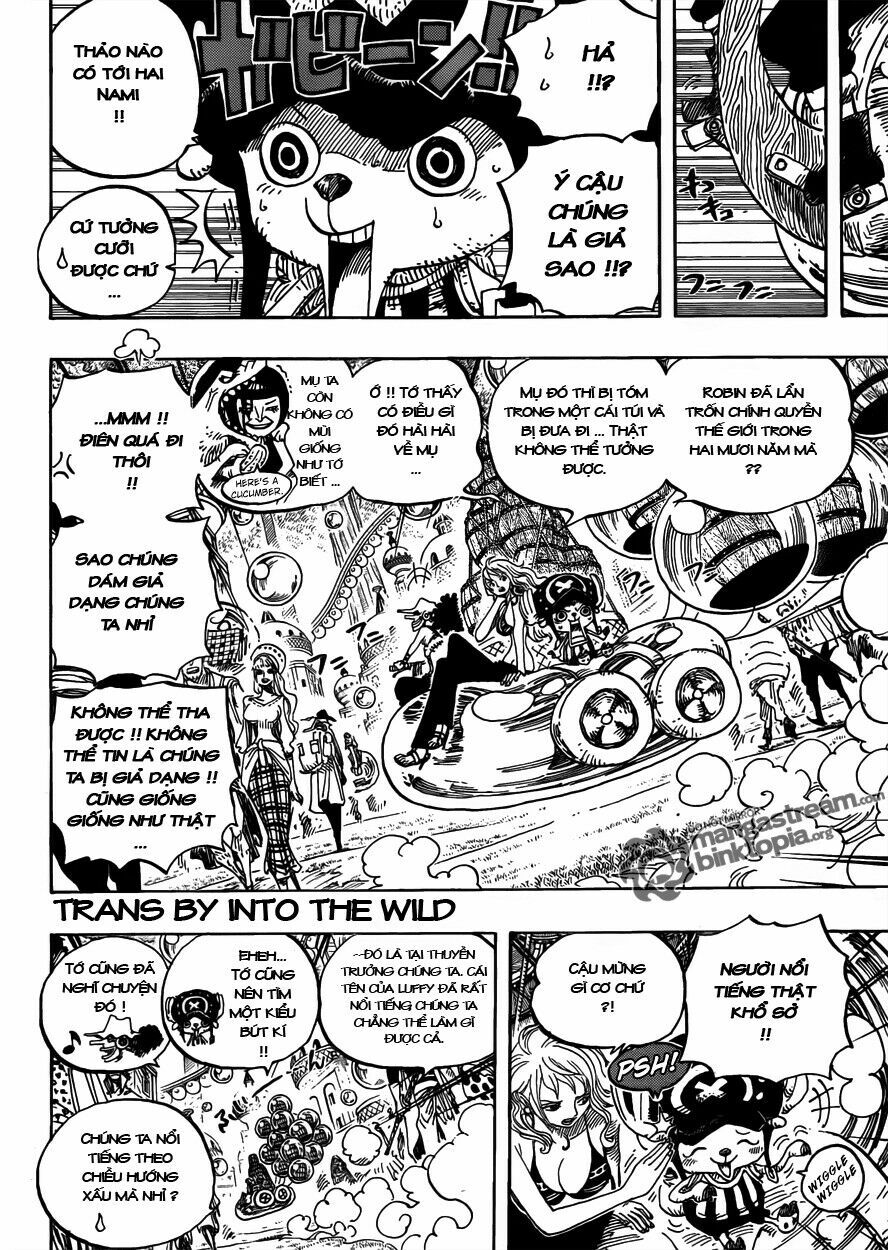 HẢ
!!?
Ý CẬU
CHÚNG
LÀ GIẢ
SAO !!?
ガビーン!!
THẢO NÀO
CÓ TỚI HAI
NAMI
!!
CỨ TƯỞNG
CƯỠI
ĐƯỢC CHỨ
...
ROBIN ĐÃ LẨN
TRỐN CHÍNH QUYỀN
THẾ GIỚI TRONG
HAI MƯƠI NĂM MÀ
??
MỤ ĐÓ THÌ BỊ TÓM
TRONG MỘT CÁI TÚI VÀ
BỊ ĐƯA ĐI ... THẬT
KHÔNG THỂ TƯỞNG
ĐƯỢC.
Ờ !! TỚ THẤY
CÓ ĐIỀU GÌ
ĐÓ HÀI HÀI
VỀ MỤ
...
MỤ TA
CÒN
KHÔNG CÓ
MŨI
GIỐNG
NHƯ TỚ
BIẾT ...
HERE'S A
CUCUMBER.
...MMM !!
ĐIÊN QUÁ ĐI
THÔI
!!
SAO CHÚNG
DÁM GIẢ
DẠNG CHÚNG
TA NHỈ
KHÔNG THỂ THA
ĐƯỢC !! KHÔNG
THỂ TIN LÀ CHÚNG
TA BỊ GIẢ DẠNG !!
CŨNG GIỐNG
GIỐNG NHƯ THẬT
...
mangastream.com
binktopia.org
TRANS BY INTO THE WILD
NGƯỜI NỔI
TIẾNG THẬT
KHỔ SỞ
!!
CẬU MỪNG
GÌ CƠ CHỨ
?!
PSH!
WIGGLE
WIGGLE
~~ĐÓ LÀ TẠI THUYỀN
TRƯỞNG CHÚNG TA. CÁI
TÊN CỦA LUFFY ĐÃ RẤT
NỔI TIẾNG, CHÚNG TA
CHẲNG THỂ LÀM GÌ
ĐƯỢC CẢ.
EHEH...
TỚ CŨNG
NÊN TÌM
MỘT KIỂU
BÚT KÍ
!!
TỚ CŨNG ĐÃ
NGHĨ CHUYỆN
ĐÓ !
CHÚNG TA NỔI
TIẾNG THEO
CHIỀU HƯỚNG
XẤU MÀ NHỈ ?